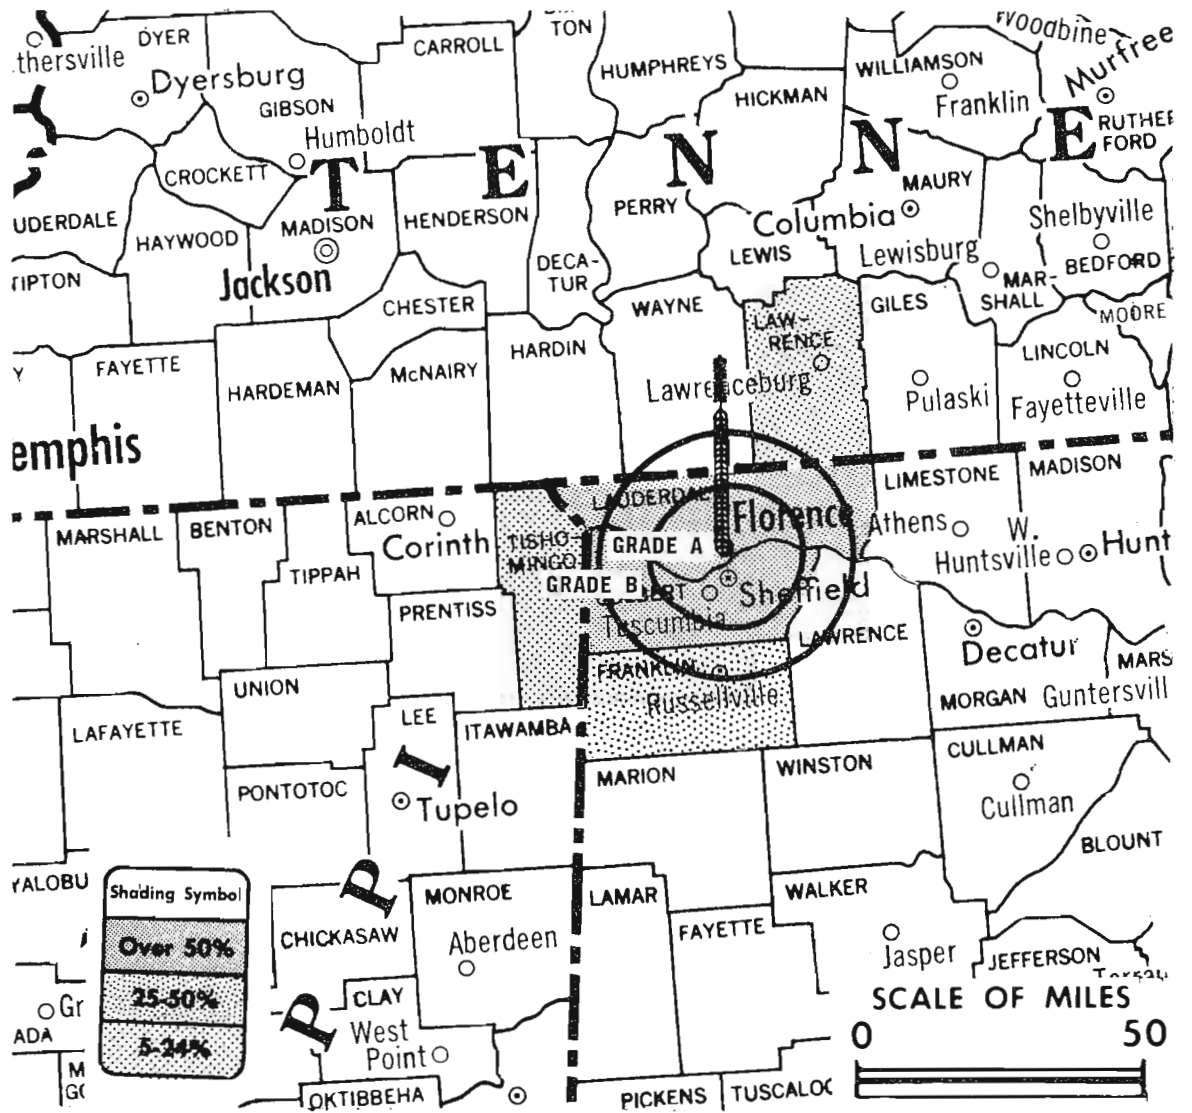 DYER
thersville
Dyersburg
GIBSON
Humboldt
CARROLL
TON
HUMPHREYS
HICKMAN
WILLIAMSON
Franklin
Woodbine
Murfree
RUTHE
FORD
T E N N E
CROCKETT
UDERDALE
HAYWOOD
MADISON
Jackson
HENDERSON
PERRY
DECA-
TUR
LEWIS
Columbia
MAURY
Lewisburg
Shelbyville
BEDFORD
MAR-
SHALL
MOORE
TIPTON
CHESTER
WAYNE
LAW-
RENCE
GILES
LINCOLN
Y
FAYETTE
HARDEMAN
McNAIRY
HARDIN
Lawrenceburg
Pulaski
Fayetteville
emphis
MARSHALL
BENTON
TIPPAH
ALCORN
Corinth
PRENTISS
TISHO-
MINGO
LAUDERDALE
Florence
GRADE A
GRADE B
COLBERT
Sheffield
Tuscumbia
FRANKLIN
Russellville
LIMESTONE
MADISON
Athens
W.
Huntsville
Hunt
LAWRENCE
Decatur
MORGAN
MARS
Guntersvill
LAFAYETTE
UNION
LEE
ITAWAMBA
PONTOTOC
Tupelo
MARION
WINSTON
CULLMAN
Cullman
BLOUNT
I
P
P
YALOBU
CHICKASAW
MONROE
Aberdeen
LAMAR
FAYETTE
WALKER
Jasper
JEFFERSON
Gr
ADA
M
GO
CLAY
West
Point
OKTIBBEHA
PICKENS
TUSCALOO
Shading Symbol
Over 50%
25-50%
5-24%
SCALE OF MILES
0 50